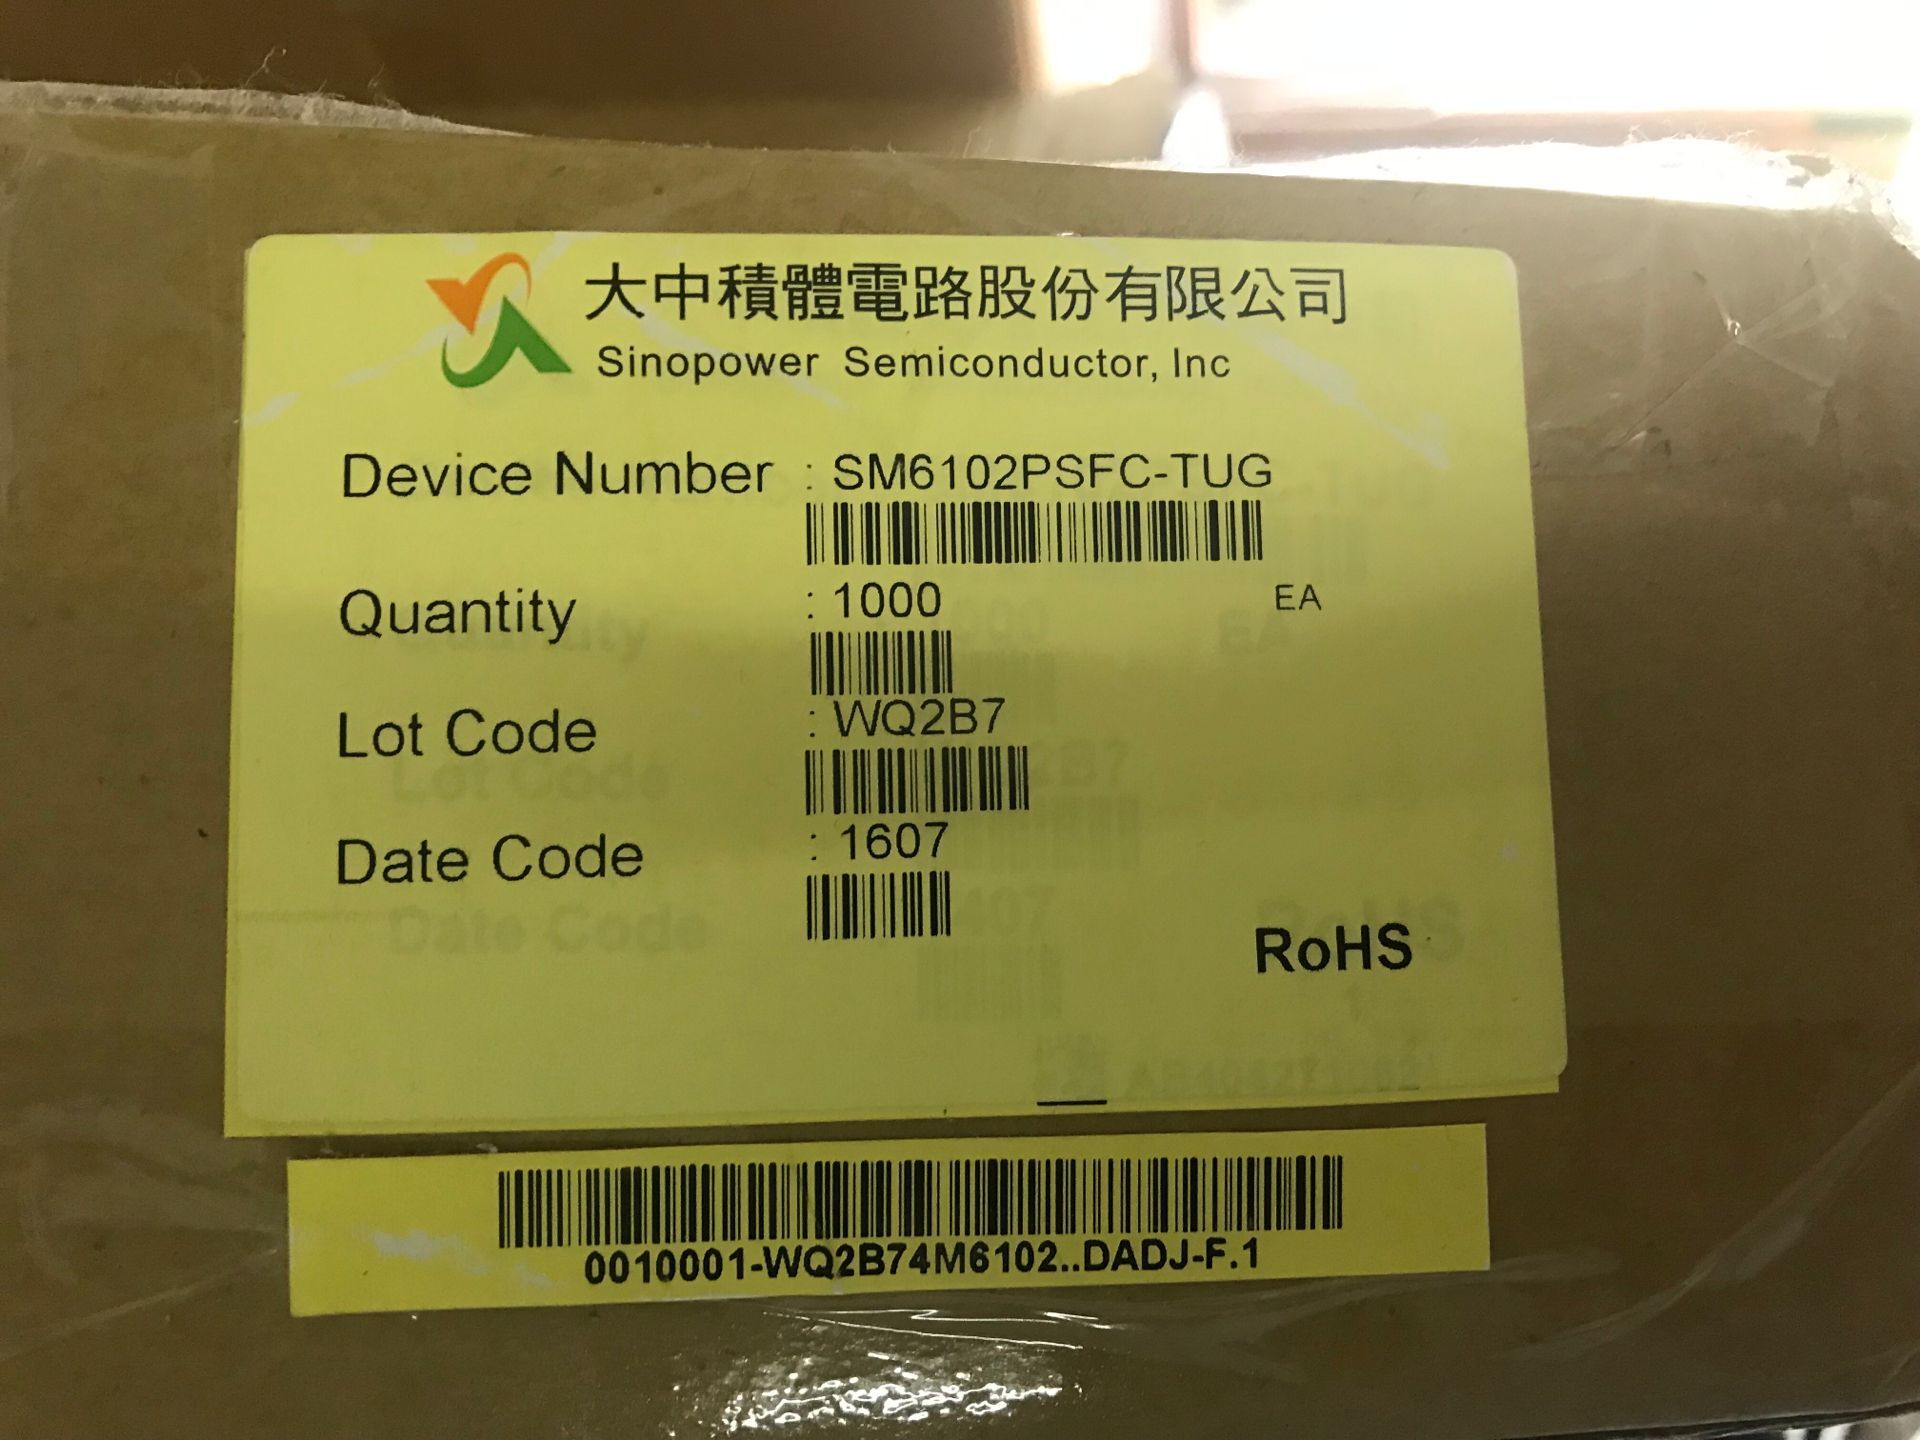 大中積體電路股份有限公司
Sinopower Semiconductor, Inc
Device Number : SM6102PSFC-TUG
Quantity : 1000 EA
Lot Code : WQ2B7
Date Code : 1607
RoHS
0010001-WQ2B74M6102..DADJ-F.1